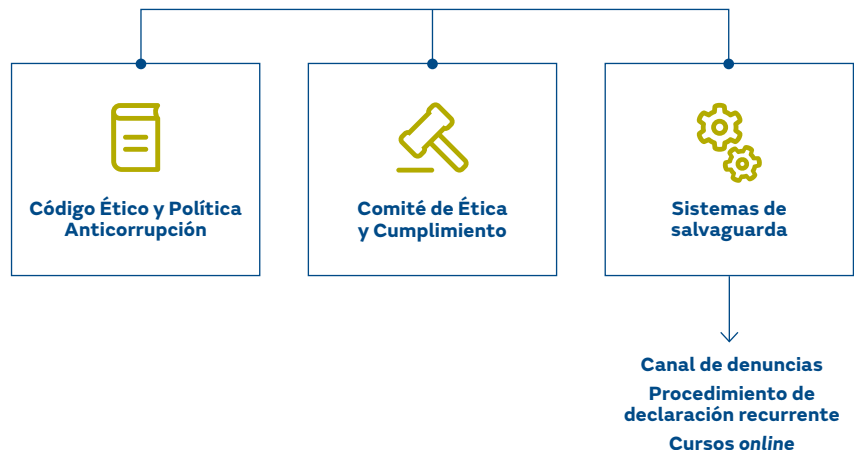 Código Ético y Política
Anticorrupción
Comité de Ética
y Cumplimiento
Sistemas de
salvaguarda
Canal de denuncias
Procedimiento de
declaración recurrente
Cursos online